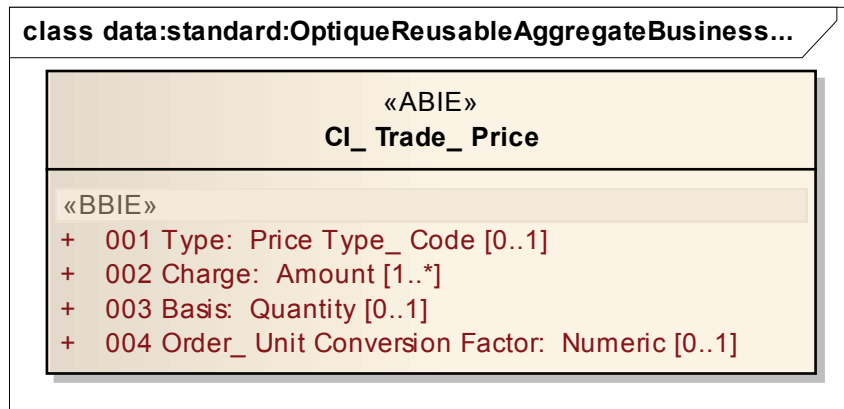 class data:standard:OptiqueReusableAggregateBusiness...
«ABIE»
CI_ Trade_ Price
«BBIE»
+ 001 Type: Price Type_ Code [0..1]
+ 002 Charge: Amount [1..*]
+ 003 Basis: Quantity [0..1]
+ 004 Order_ Unit Conversion Factor: Numeric [0..1]